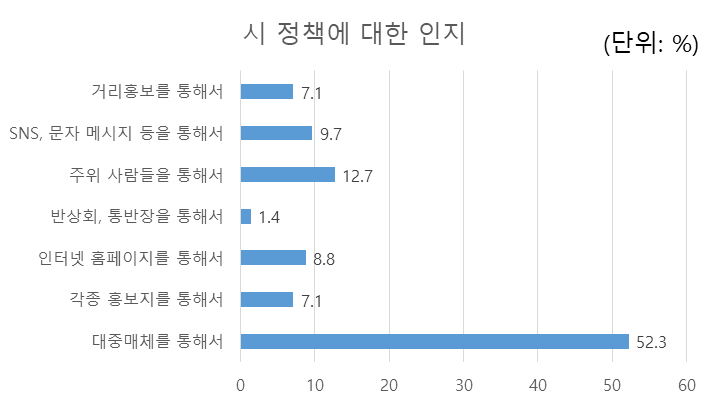 시 정책에 대한 인지
(단위: %)
거리홍보를 통해서 7.1
SNS, 문자 메시지 등을 통해서 9.7
주위 사람들을 통해서 12.7
반상회, 통반장을 통해서 1.4
인터넷 홈페이지를 통해서 8.8
각종 홍보지를 통해서 7.1
대중매체를 통해서 52.3
0 10 20 30 40 50 60